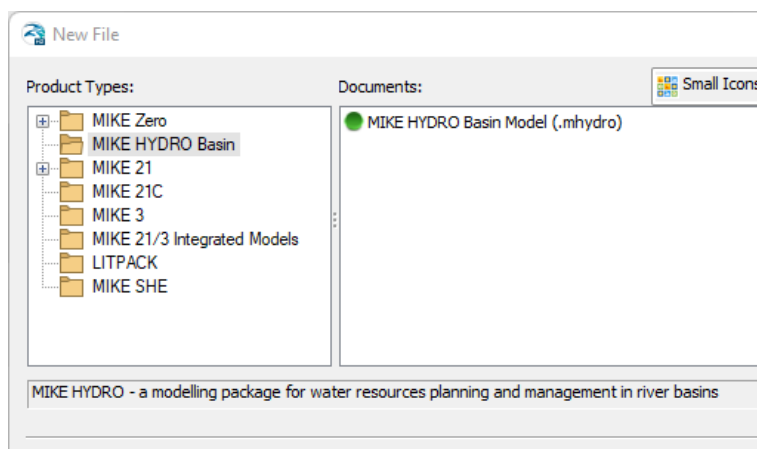 New File
Product Types:
Documents:
Small Icons
MIKE Zero
MIKE HYDRO Basin
MIKE 21
MIKE 21C
MIKE 3
MIKE 21/3 Integrated Models
LITPACK
MIKE SHE
MIKE HYDRO Basin Model (.mhydro)
MIKE HYDRO - a modelling package for water resources planning and management in river basins